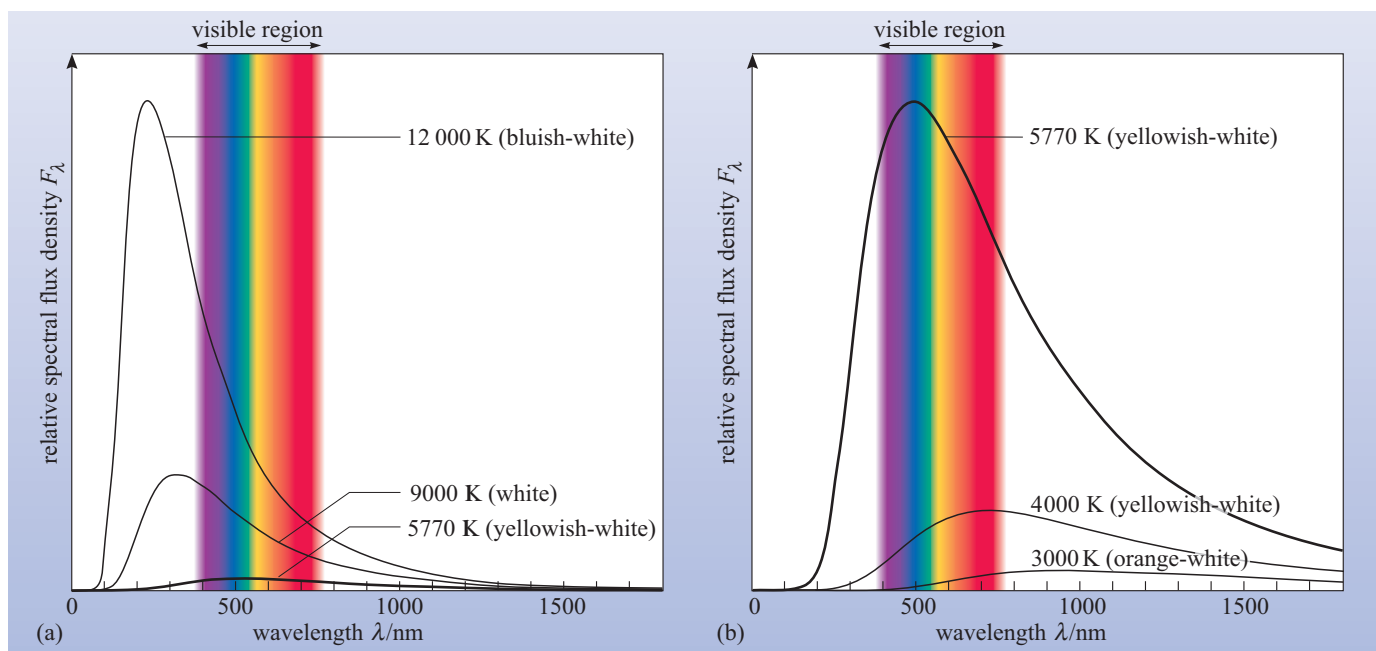 visible region
relative spectral flux density Fλ
12 000 K (bluish-white)
9000 K (white)
5770 K (yellowish-white)
0
500
1000
1500
(a)
wavelength λ/nm
visible region
relative spectral flux density Fλ
5770 K (yellowish-white)
4000 K (yellowish-white)
3000 K (orange-white)
0
500
1000
1500
(b)
wavelength λ/nm